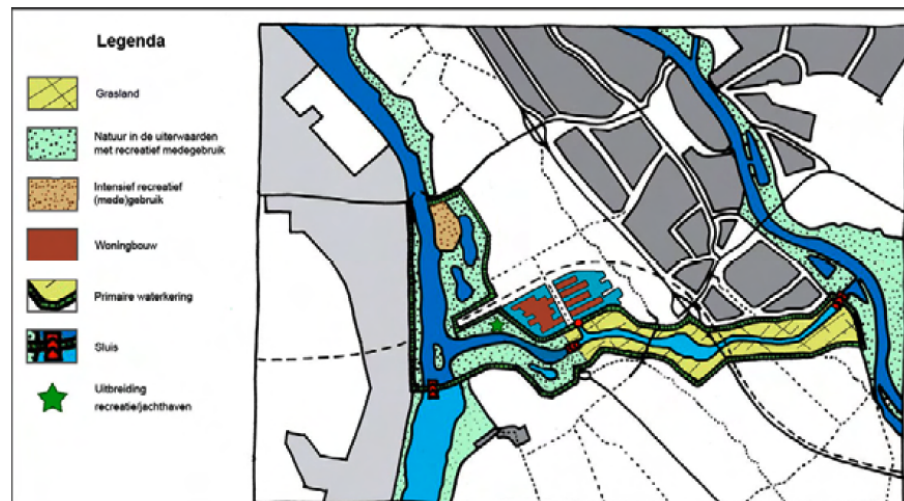 Legenda
Grasland
Natuur in de uiterwaarden
met recreatief medegebruik
Intensief recreatief
(mede)gebruik
Woningbouw
Primaire waterkering
Sluis
Uitbreiding
recreatie/jachthaven